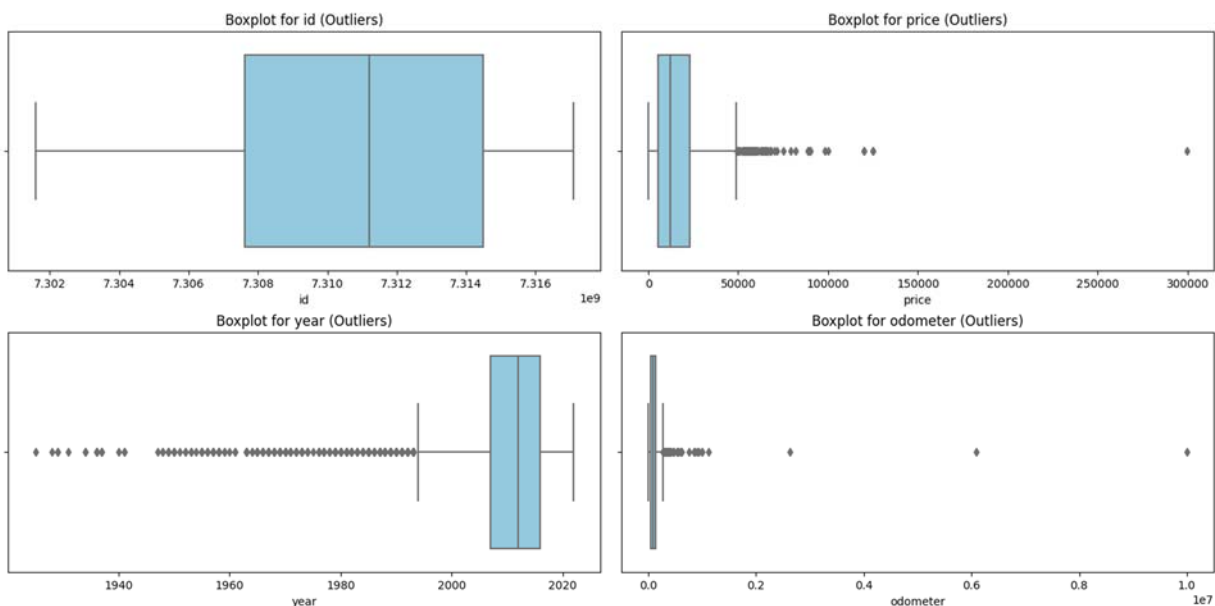 Boxplot for id (Outliers)
7.302 7.304 7.306 7.308 7.310 7.312 7.314 7.316
id
1e9
Boxplot for price (Outliers)
0 50000 100000 150000 200000 250000 300000
price
Boxplot for year (Outliers)
1940 1960 1980 2000 2020
year
Boxplot for odometer (Outliers)
0.0 0.2 0.4 0.6 0.8 1.0
odometer
1e7